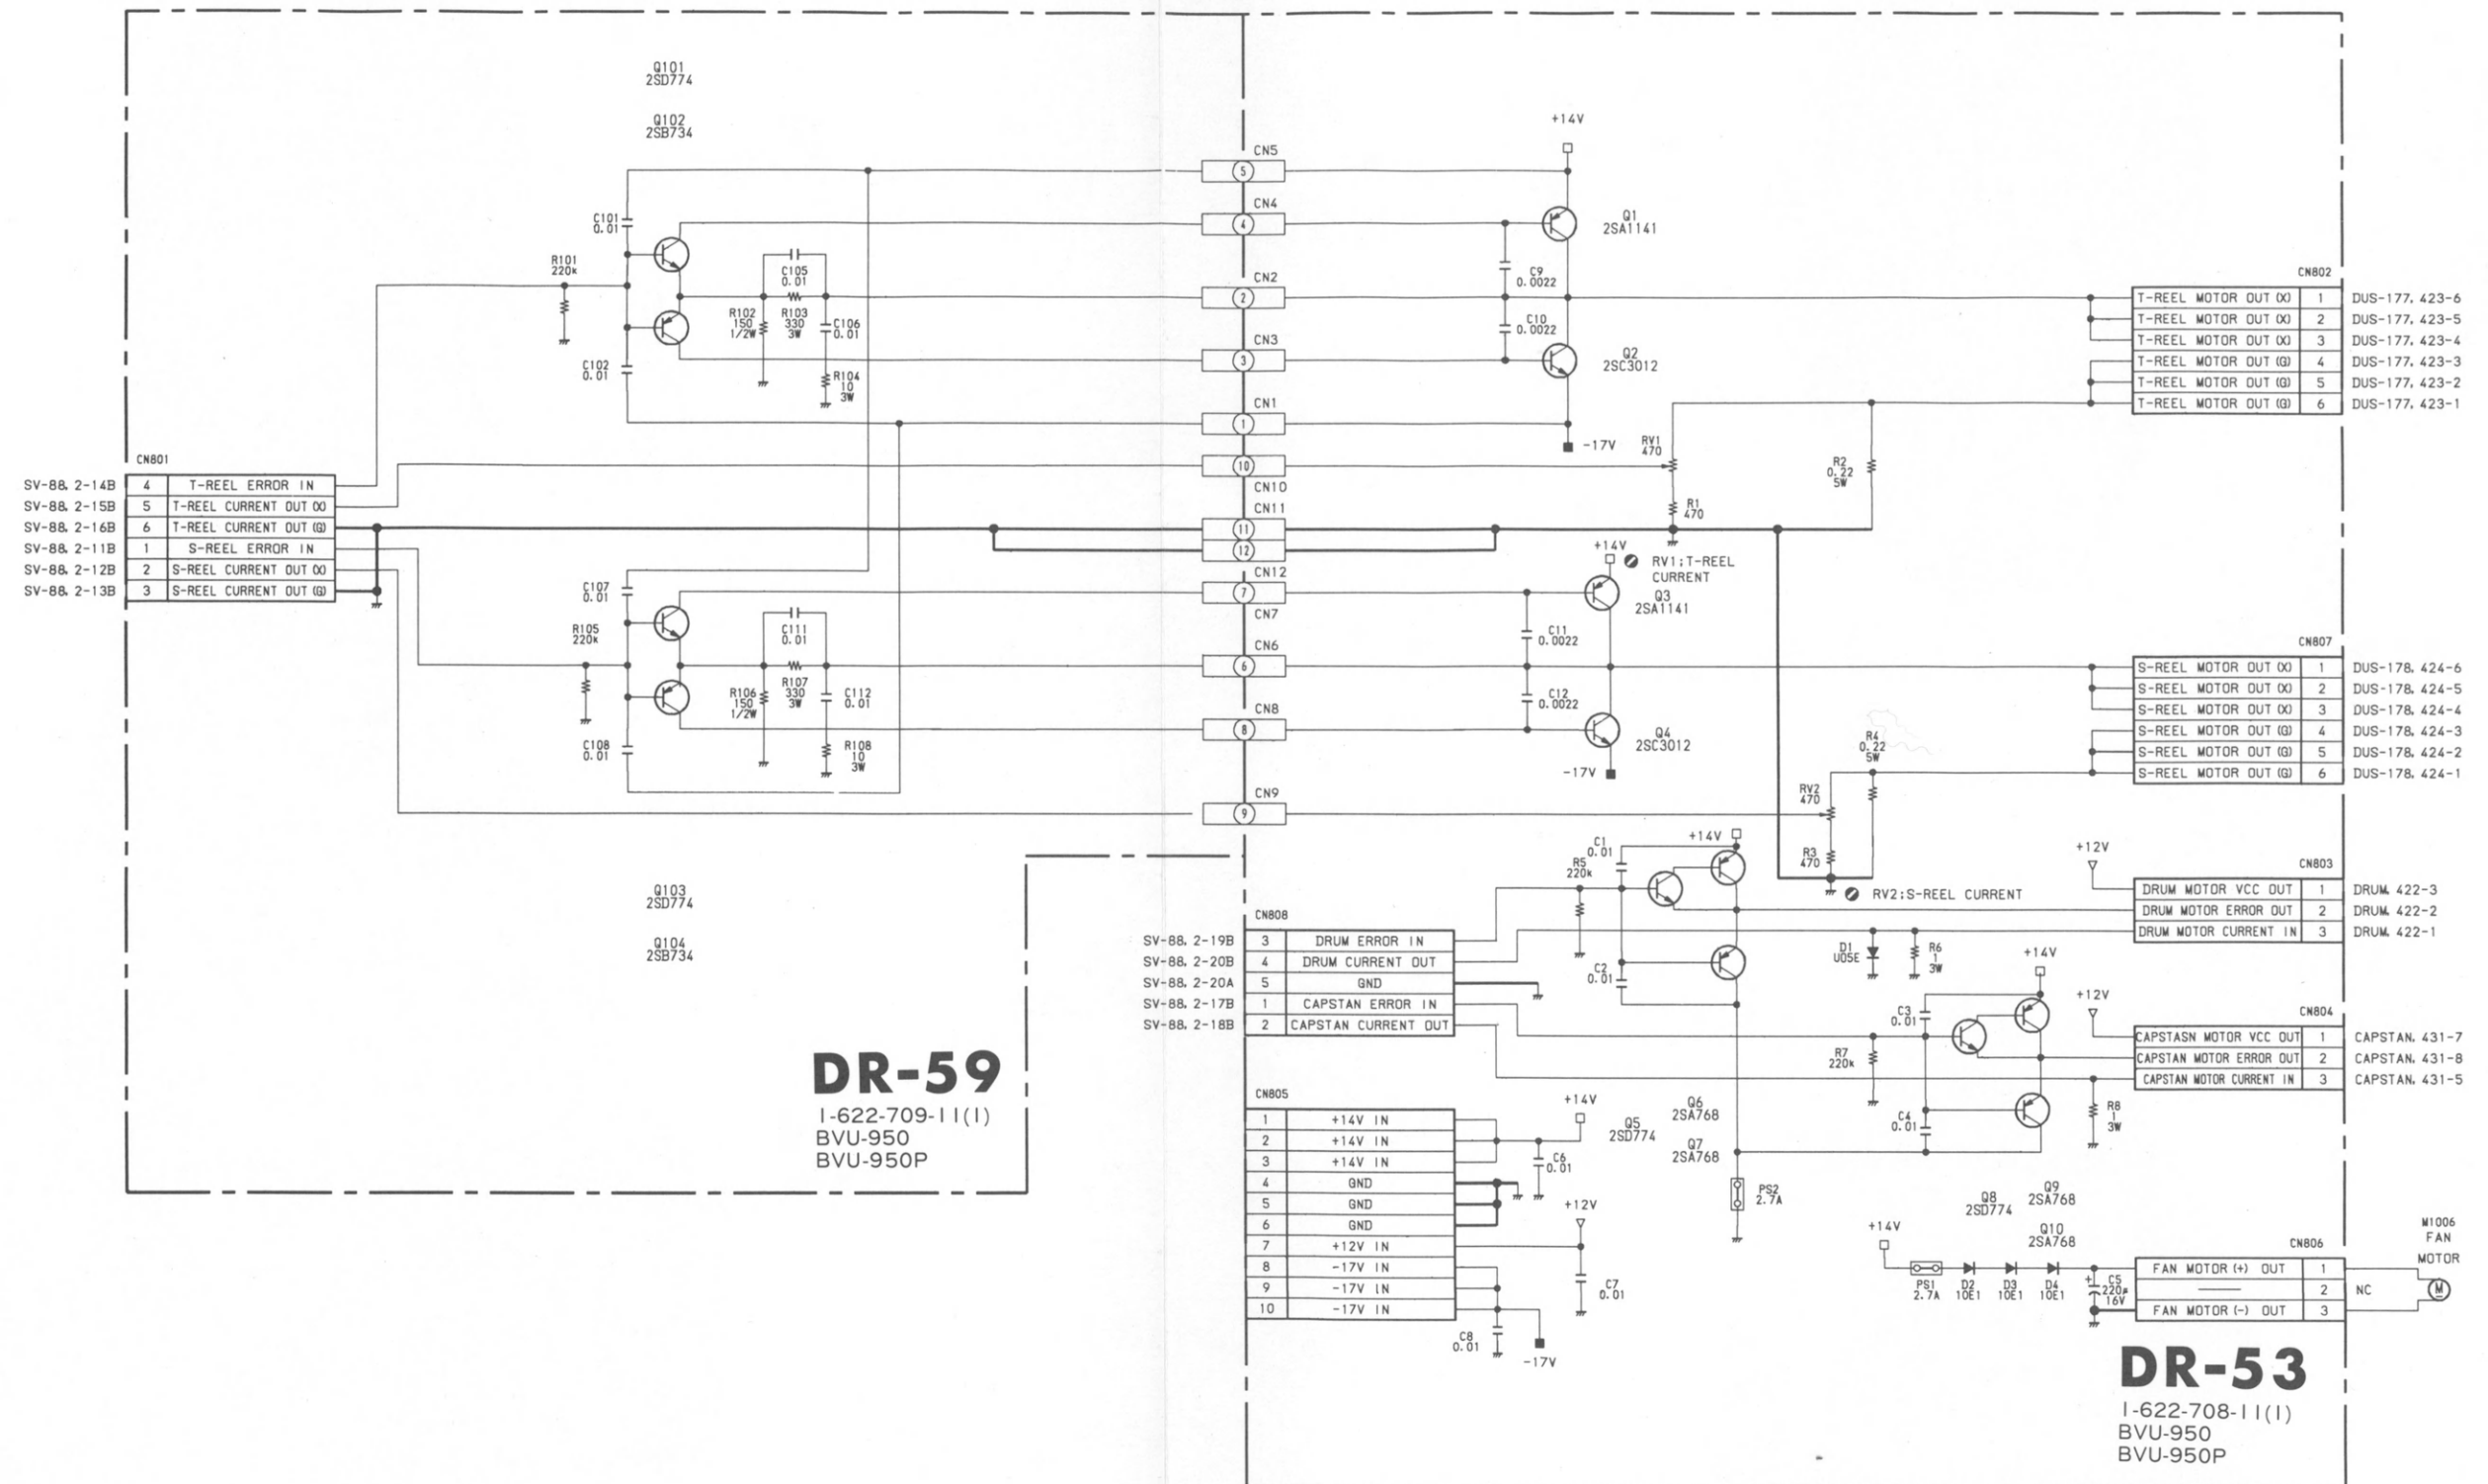 Q101
2SD774
Q102
2SB734
C101
0.01
R101
220k
C105
0.01
R102
150
1/2W
R103
330
3W
C106
0.01
C102
0.01
R104
10
3W
CN801
SV-88. 2-14B 4 T-REEL ERROR IN
SV-88. 2-15B 5 T-REEL CURRENT OUT (X)
SV-88. 2-16B 6 T-REEL CURRENT OUT (G)
SV-88. 2-11B 1 S-REEL ERROR IN
SV-88. 2-12B 2 S-REEL CURRENT OUT (X)
SV-88. 2-13B 3 S-REEL CURRENT OUT (G)
C107
0.01
R105
220k
C111
0.01
R106
150
1/2W
R107
330
3W
C112
0.01
C108
0.01
R108
10
3W
Q103
2SD774
Q104
2SB734
DR-59
1-622-709-11(1)
BVU-950
BVU-950P
CN5
5
CN4
4
CN2
2
CN3
3
CN1
1
10
CN10
CN11
11
12
CN12
7
CN7
CN6
6
CN8
8
CN9
9
+14V
Q1
2SA1141
C9
0.0022
C10
0.0022
Q2
2SC3012
-17V
RV1
470
R2
0.22
5W
R1
470
+14V
RV1;T-REEL
CURRENT
Q3
2SA1141
C11
0.0022
C12
0.0022
Q4
2SC3012
-17V
R4
0.22
5W
RV2
470
R3
470
RV2;S-REEL CURRENT
CN802
T-REEL MOTOR OUT (X) 1 DUS-177. 423-6
T-REEL MOTOR OUT (X) 2 DUS-177. 423-5
T-REEL MOTOR OUT (X) 3 DUS-177. 423-4
T-REEL MOTOR OUT (G) 4 DUS-177. 423-3
T-REEL MOTOR OUT (G) 5 DUS-177. 423-2
T-REEL MOTOR OUT (G) 6 DUS-177. 423-1
CN807
S-REEL MOTOR OUT (X) 1 DUS-178. 424-6
S-REEL MOTOR OUT (X) 2 DUS-178. 424-5
S-REEL MOTOR OUT (X) 3 DUS-178. 424-4
S-REEL MOTOR OUT (G) 4 DUS-178. 424-3
S-REEL MOTOR OUT (G) 5 DUS-178. 424-2
S-REEL MOTOR OUT (G) 6 DUS-178. 424-1
+14V
C1
0.01
R5
220k
C2
0.01
+12V
CN803
DRUM MOTOR VCC OUT 1 DRUM. 422-3
DRUM MOTOR ERROR OUT 2 DRUM. 422-2
DRUM MOTOR CURRENT IN 3 DRUM. 422-1
D1
U05E
R6
1
3W
CN808
SV-88. 2-19B 3 DRUM ERROR IN
SV-88. 2-20B 4 DRUM CURRENT OUT
SV-88. 2-20A 5 GND
SV-88. 2-17B 1 CAPSTAN ERROR IN
SV-88. 2-18B 2 CAPSTAN CURRENT OUT
+14V
C3
0.01
R7
220k
C4
0.01
R8
1
3W
+12V
CN804
CAPSTASN MOTOR VCC OUT 1 CAPSTAN. 431-7
CAPSTAN MOTOR ERROR OUT 2 CAPSTAN. 431-8
CAPSTAN MOTOR CURRENT IN 3 CAPSTAN. 431-5
CN805
1 +14V IN
2 +14V IN
3 +14V IN
4 GND
5 GND
6 GND
7 +12V IN
8 -17V IN
9 -17V IN
10 -17V IN
+14V
C6
0.01
+12V
C7
0.01
C8
0.01
-17V
Q5
2SD774
Q6
2SA768
Q7
2SA768
PS2
2.7A
Q8
2SD774
Q9
2SA768
Q10
2SA768
+14V
PS1
2.7A
D2
10E1
D3
10E1
D4
10E1
+
C5
220μ
16V
CN806
FAN MOTOR (+) OUT 1
2 NC
FAN MOTOR (-) OUT 3
M1006
FAN
MOTOR
M
DR-53
1-622-708-11(1)
BVU-950
BVU-950P